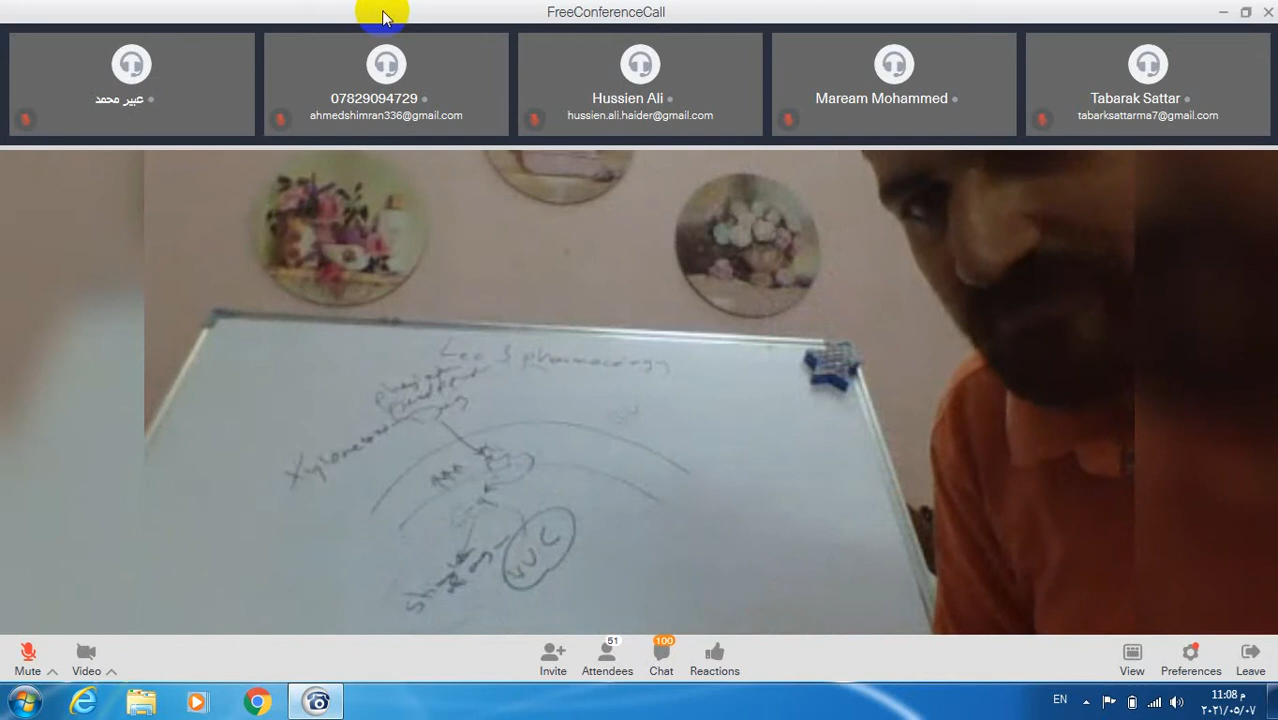 FreeConferenceCall
عبير محمد
07829094729
ahmedshimran336@gmail.com
Hussien Ali
hussien.ali.haider@gmail.com
Maream Mohammed
Tabarak Sattar
tabarksattarma7@gmail.com
Lec 3 pharmacology
Mute
Video
Invite
51
Attendees
100
Chat
Reactions
View
Preferences
Leave
EN
11:08 م
٢٠٢١/٠٥/٠٧